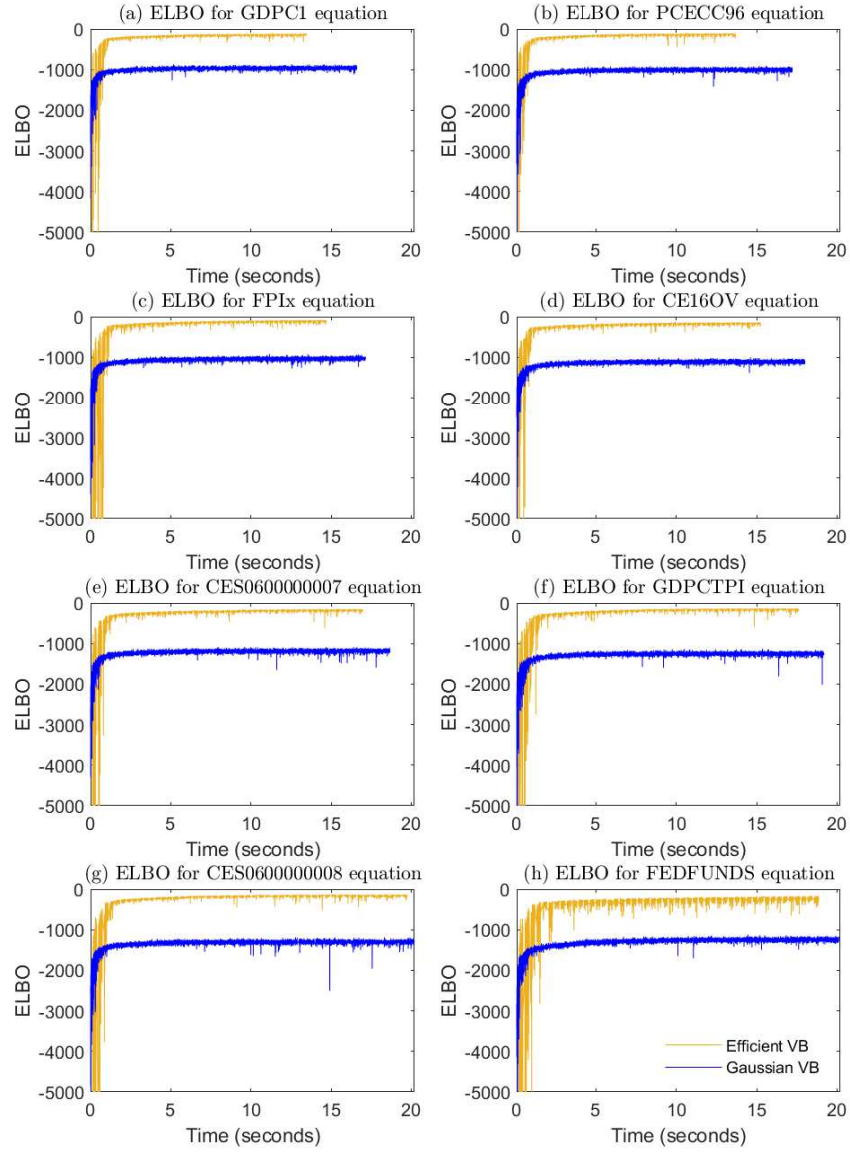 (a) ELBO for GDPC1 equation
(b) ELBO for PCECC96 equation
0
-1000
-2000
-3000
-4000
-5000
ELBO
0 5 10 15 20
Time (seconds)
0
-1000
-2000
-3000
-4000
-5000
ELBO
0 5 10 15 20
Time (seconds)
(c) ELBO for FPIx equation
(d) ELBO for CE16OV equation
0
-1000
-2000
-3000
-4000
-5000
ELBO
0 5 10 15 20
Time (seconds)
0
-1000
-2000
-3000
-4000
-5000
ELBO
0 5 10 15 20
Time (seconds)
(e) ELBO for CES0600000007 equation
(f) ELBO for GDPCTPI equation
0
-1000
-2000
-3000
-4000
-5000
ELBO
0 5 10 15 20
Time (seconds)
0
-1000
-2000
-3000
-4000
-5000
ELBO
0 5 10 15 20
Time (seconds)
(g) ELBO for CES0600000008 equation
(h) ELBO for FEDFUNDS equation
0
-1000
-2000
-3000
-4000
-5000
ELBO
0 5 10 15 20
Time (seconds)
0
-1000
-2000
-3000
-4000
-5000
ELBO
Efficient VB
Gaussian VB
0 5 10 15 20
Time (seconds)